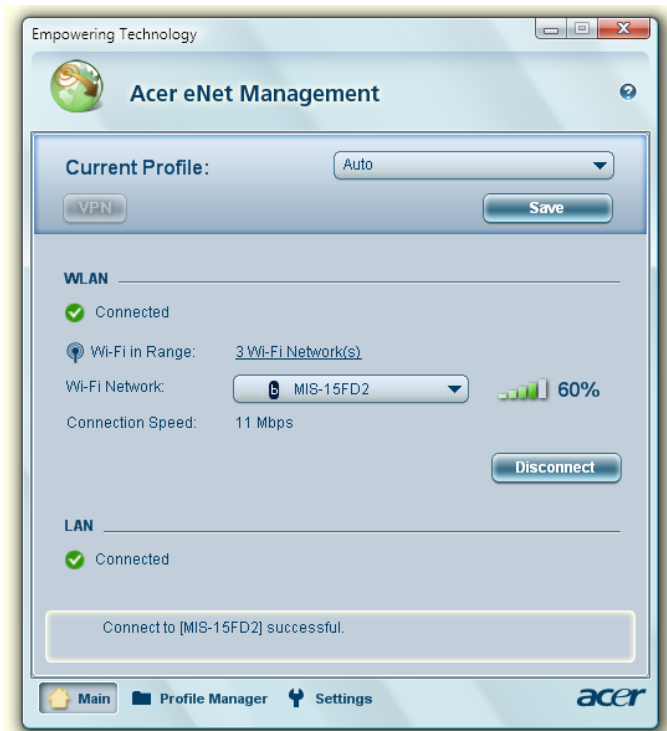 Empowering Technology
Acer eNet Management
Current Profile: Auto
VPN Save
WLAN
Connected
Wi-Fi in Range: 3 Wi-Fi Network(s)
Wi-Fi Network: b MIS-15FD2 60%
Connection Speed: 11 Mbps
Disconnect
LAN
Connected
Connect to [MIS-15FD2] successful.
Main Profile Manager Settings acer